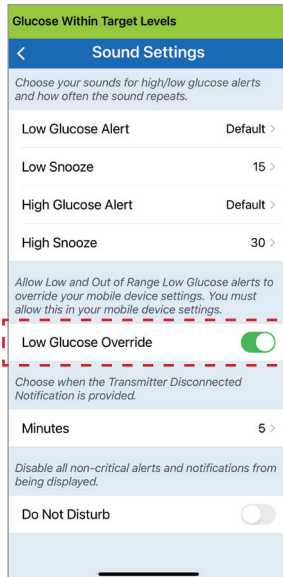 Glucose Within Target Levels
Sound Settings
Choose your sounds for high/low glucose alerts
and how often the sound repeats.
Low Glucose Alert Default
Low Snooze 15
High Glucose Alert Default
High Snooze 30
Allow Low and Out of Range Low Glucose alerts to
override your mobile device settings. You must
allow this in your mobile device settings.
Low Glucose Override
Choose when the Transmitter Disconnected
Notification is provided.
Minutes 5
Disable all non-critical alerts and notifications from
being displayed.
Do Not Disturb